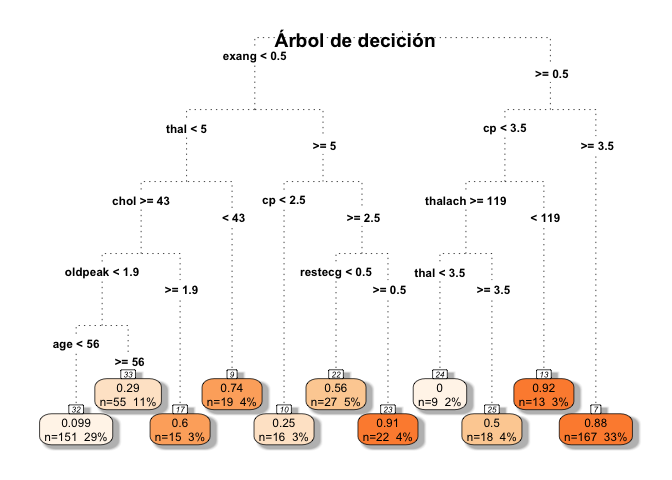 Árbol de decición
exang < 0.5
>= 0.5
thal < 5
>= 5
cp < 3.5
>= 3.5
chol >= 43
< 43
cp < 2.5
>= 2.5
thalach >= 119
< 119
oldpeak < 1.9
>= 1.9
restecg < 0.5
>= 0.5
thal < 3.5
>= 3.5
age < 56
>= 56
33
0.29
n=55 11%
9
0.74
n=19 4%
22
0.56
n=27 5%
24
0
n=9 2%
13
0.92
n=13 3%
32
0.099
n=151 29%
17
0.6
n=15 3%
10
0.25
n=16 3%
23
0.91
n=22 4%
25
0.5
n=18 4%
7
0.88
n=167 33%